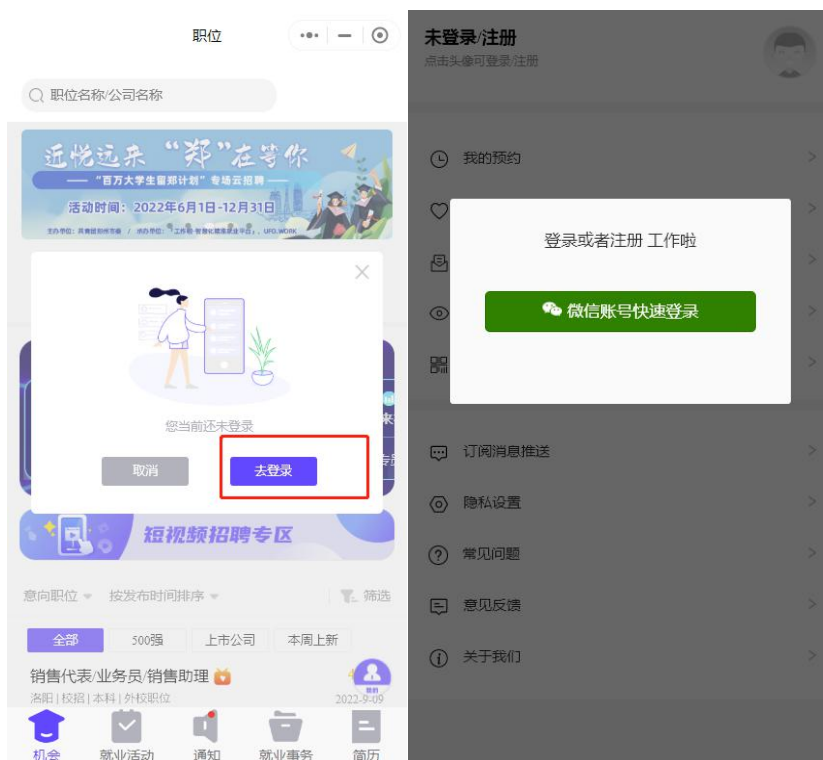 职位
职位名称/公司名称
近悦远来 “郑”在等你
“百万大学生留郑计划”专场云招聘
活动时间：2022年6月1日-12月31日
您当前还未登录
取消
去登录
短视频招聘专区
意向职位
按发布时间排序
筛选
全部
500强
上市公司
本周上新
销售代表/业务员/销售助理
洛阳|校招|本科|外校职位
2022-9-09
机会
就业活动
通知
就业事务
简历
未登录/注册
点击头像可登录/注册
我的预约
登录或者注册 工作啦
微信账号快速登录
订阅消息推送
隐私设置
常见问题
意见反馈
关于我们